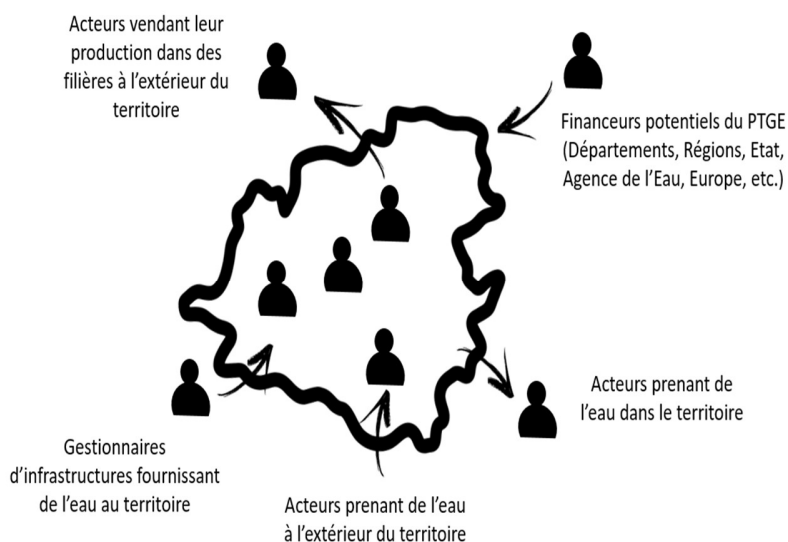 Acteurs vendant leur
production dans des
filières à l’extérieur du
territoire
Financeurs potentiels du PTGE
(Départements, Régions, Etat,
Agence de l’Eau, Europe, etc.)
Acteurs prenant de
l’eau dans le territoire
Gestionnaires
d’infrastructures fournissant
de l’eau au territoire
Acteurs prenant de l’eau
à l’extérieur du territoire